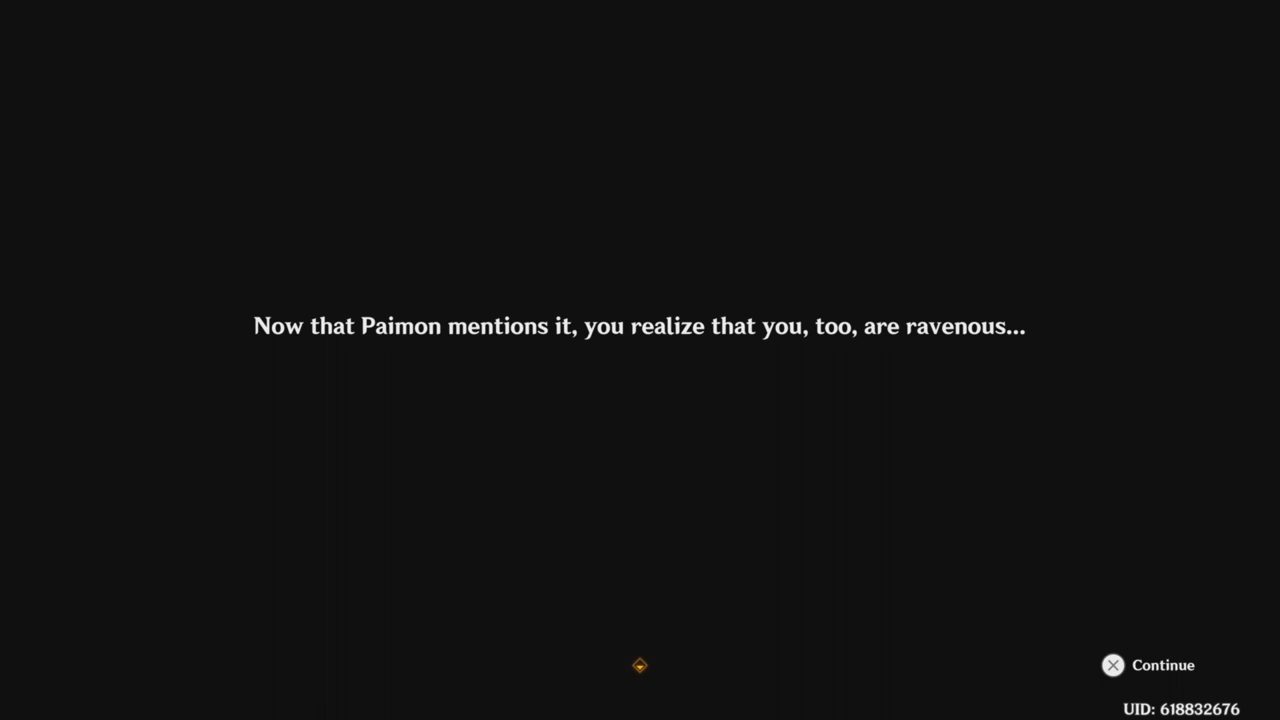 Now that Paimon mentions it, you realize that you, too, are ravenous...
Continue
UID: 618832676